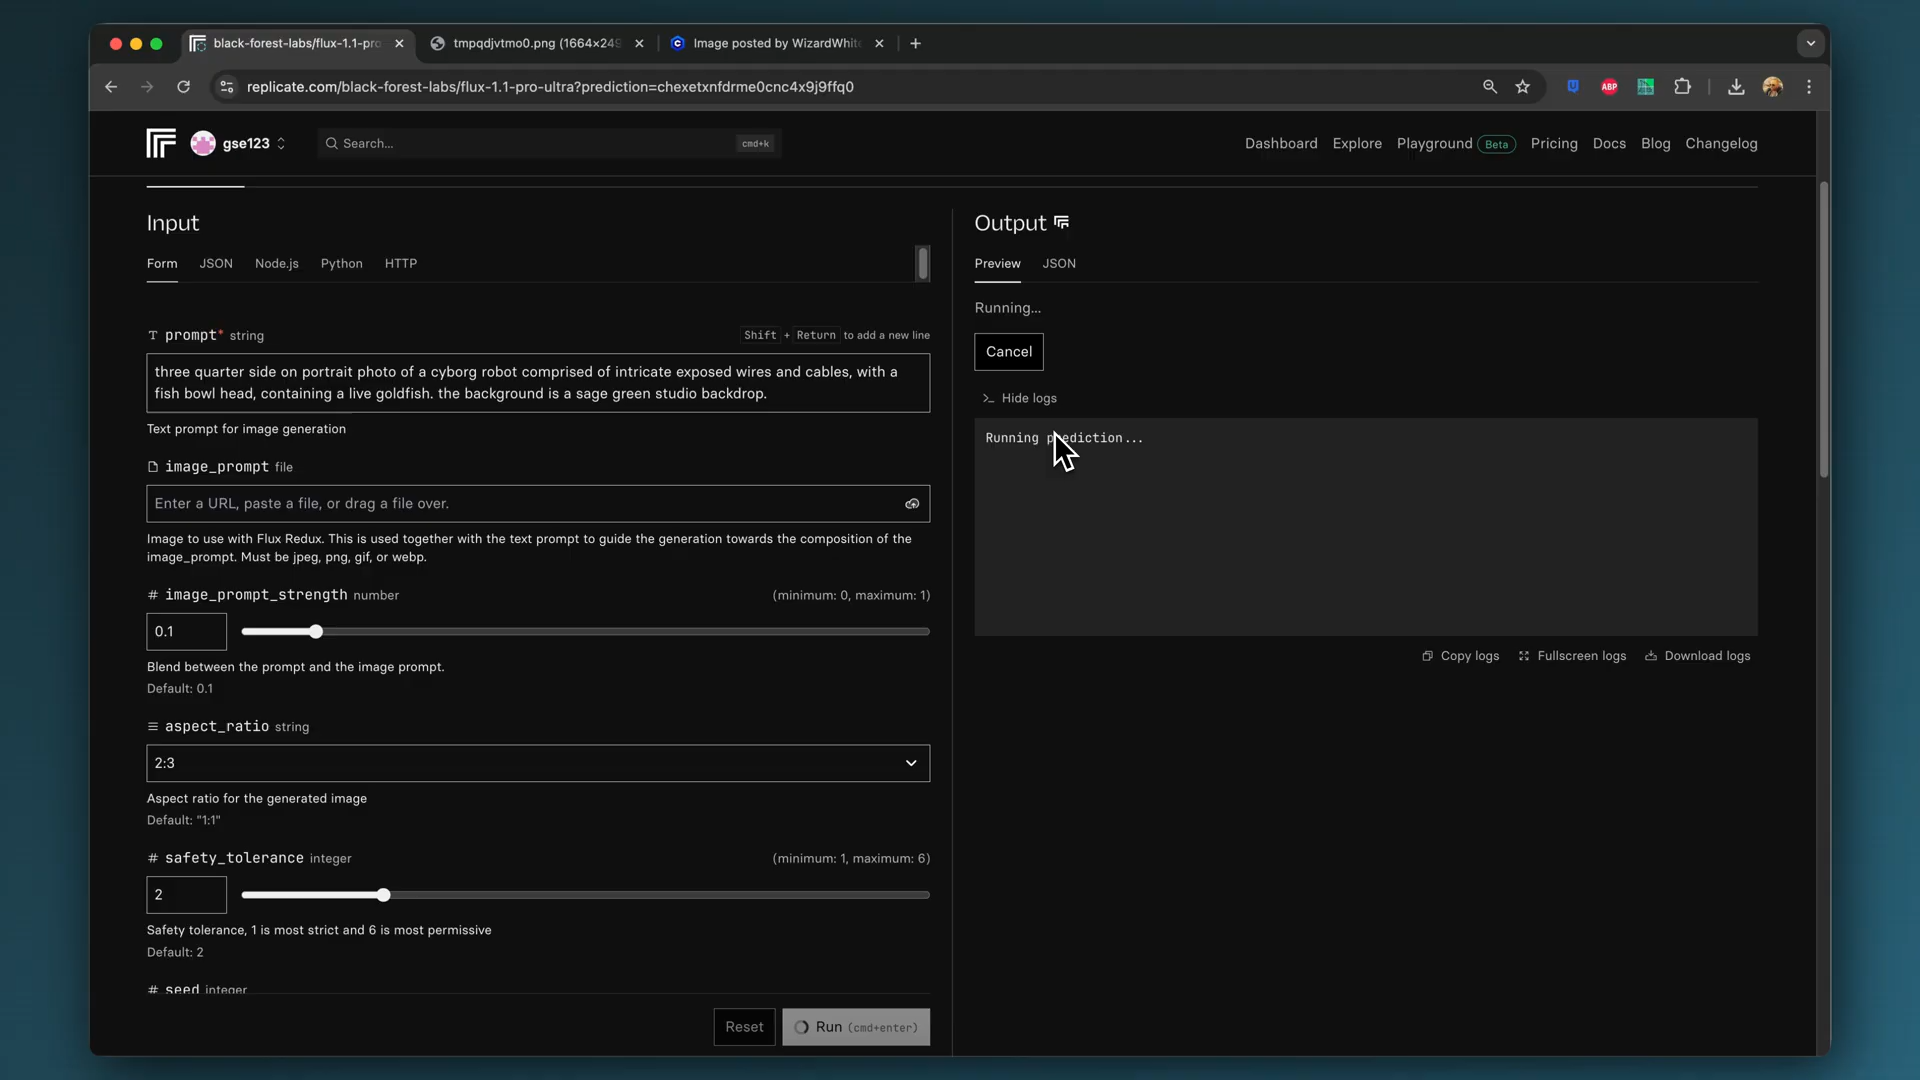 black-forest-labs/flux-1.1-pro
tmpqdjvtmo0.png (1664×249
Image posted by WizardWhite
replicate.com/black-forest-labs/flux-1.1-pro-ultra?prediction=chexetxnfdrme0cnc4x9j9ffq0
ABP
gse123
Search...
cmd+k
Dashboard Explore Playground Beta Pricing Docs Blog Changelog
Input
Form JSON Node.js Python HTTP
prompt* string
Shift + Return to add a new line
three quarter side on portrait photo of a cyborg robot comprised of intricate exposed wires and cables, with a
fish bowl head, containing a live goldfish. the background is a sage green studio backdrop.
Text prompt for image generation
image_prompt file
Enter a URL, paste a file, or drag a file over.
Image to use with Flux Redux. This is used together with the text prompt to guide the generation towards the composition of the
image_prompt. Must be jpeg, png, gif, or webp.
# image_prompt_strength number
(minimum: 0, maximum: 1)
0.1
Blend between the prompt and the image prompt.
Default: 0.1
aspect_ratio string
2:3
Aspect ratio for the generated image
Default: "1:1"
# safety_tolerance integer
(minimum: 1, maximum: 6)
2
Safety tolerance, 1 is most strict and 6 is most permissive
Default: 2
# seed integer
Reset
Run (cmd+enter)
Output
Preview JSON
Running...
Cancel
Hide logs
Running prediction...
Copy logs Fullscreen logs Download logs